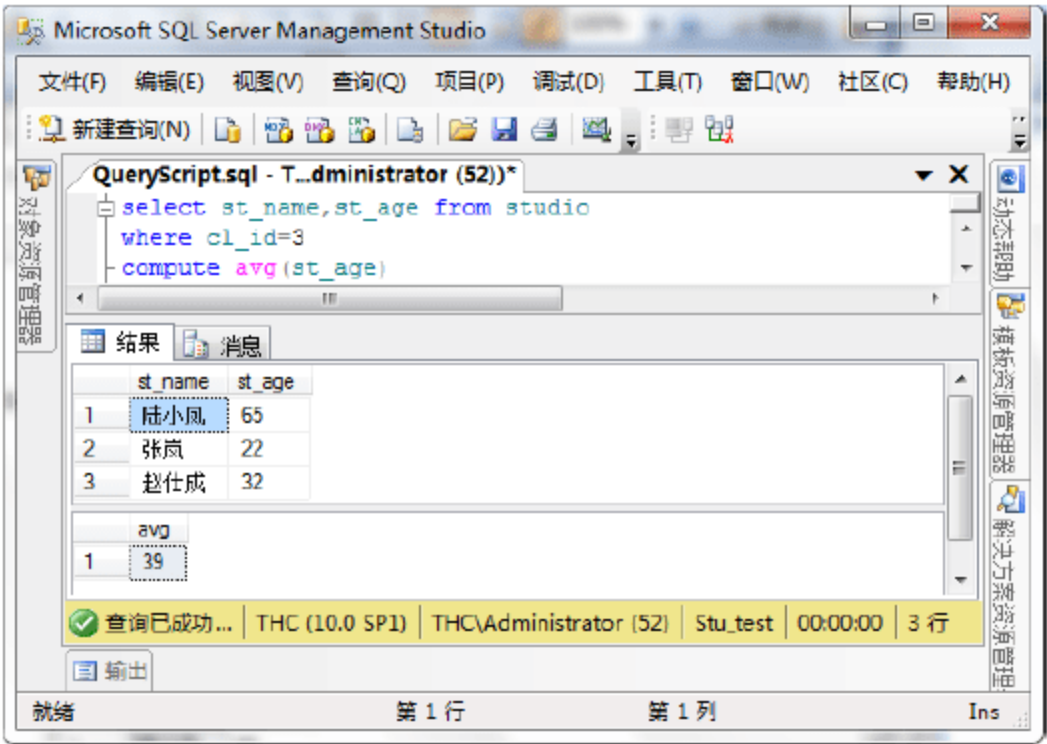 Microsoft SQL Server Management Studio
文件(F) 编辑(E) 视图(V) 查询(Q) 项目(P) 调试(D) 工具(T) 窗口(W) 社区(C) 帮助(H)
新建查询(N)
对象资源管理器
QueryScript.sql - T...dministrator (52))*
select st_name,st_age from studio
where cl_id=3
compute avg(st_age)
结果 消息
st_name st_age
1 陆小凤 65
2 张岚 22
3 赵仕成 32
avg
1 39
查询已成功... THC (10.0 SP1) THC\Administrator (52) Stu_test 00:00:00 3 行
动态帮助
模板资源管理器
解决方案资源管理
输出
就绪 第 1 行 第 1 列 Ins